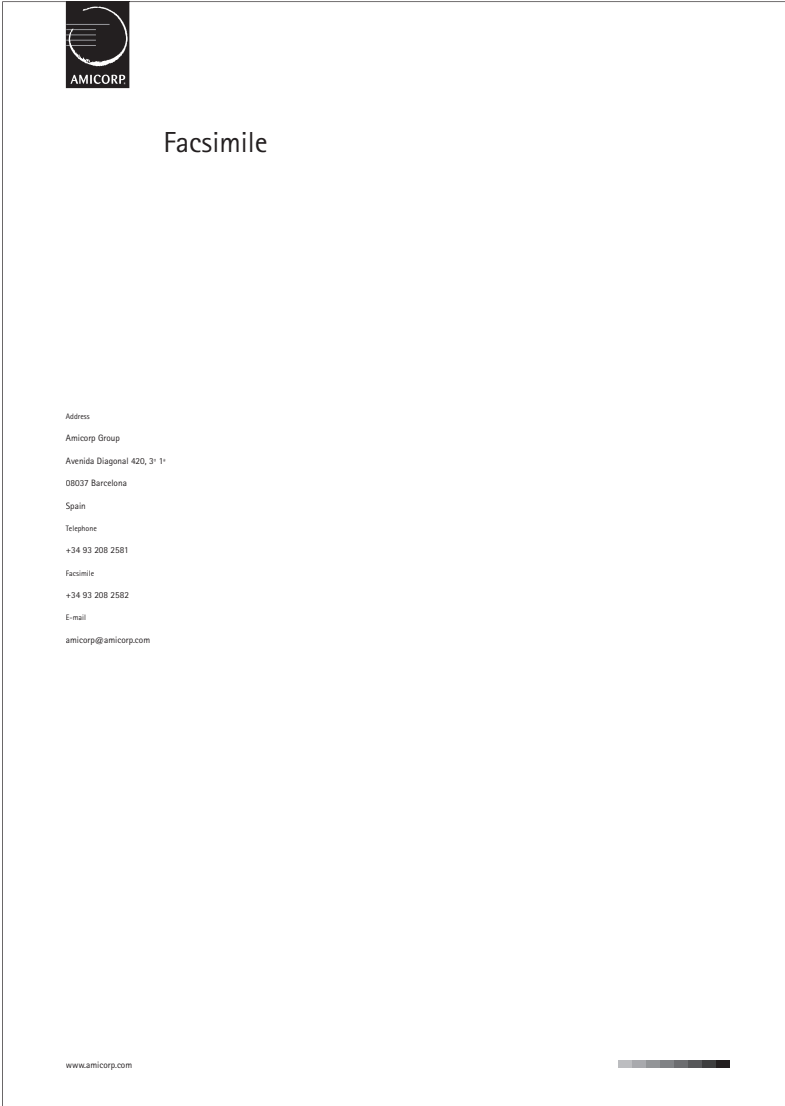 AMICORP
Facsimile
Address
Amicorp Group
Avenida Diagonal 420, 3º 1ª
08037 Barcelona
Spain
Telephone
+34 93 208 2581
Facsimile
+34 93 208 2582
E-mail
amicorp@amicorp.com
www.amicorp.com